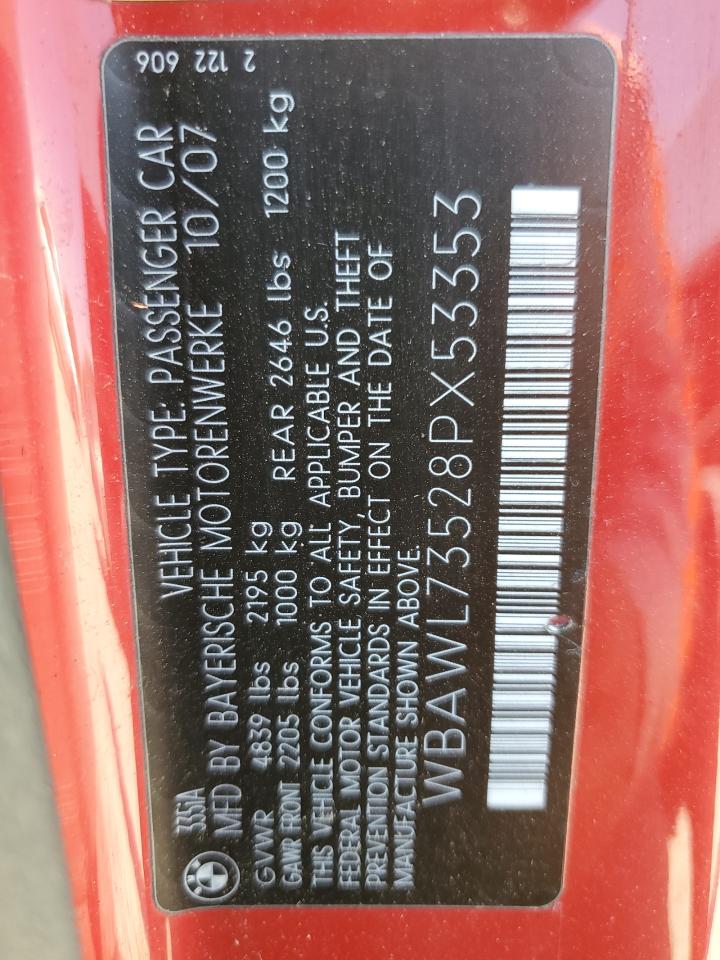 2 122 606
335IA VEHICLE TYPE: PASSENGER CAR
MFD BY BAYERISCHE MOTORENWERKE 10/07
GVWR 4839 lbs 2195 kg
GAWR FRONT 2205 lbs 1000 kg REAR 2646 lbs 1200 kg
THIS VEHICLE CONFORMS TO ALL APPLICABLE U.S.
FEDERAL MOTOR VEHICLE SAFETY, BUMPER AND THEFT
PREVENTION STANDARDS IN EFFECT ON THE DATE OF
MANUFACTURE SHOWN ABOVE.
WBAWL73528PX53353